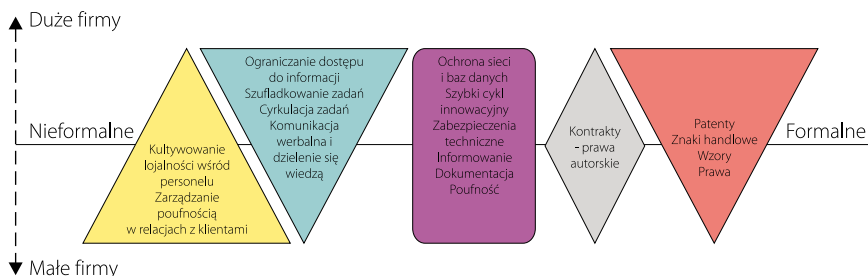 Duże firmy
Nieformalne
Kultywowanie
lojalności wśród
personelu
Zarządzanie
poufnością
w relacjach z klientami
Ograniczanie dostępu
do informacji
Szufladkowanie zadań
Cyrkulacja zadań
Komunikacja
werbalna i
dzielenie się
wiedzą
Ochrona sieci
i baz danych
Szybki cykl
innowacyjny
Zabezpieczenia
techniczne
Informowanie
Dokumentacja
Poufność
Kontrakty
- prawa
autorskie
Patenty
Znaki handlowe
Wzory
Prawa
Formalne
Małe firmy